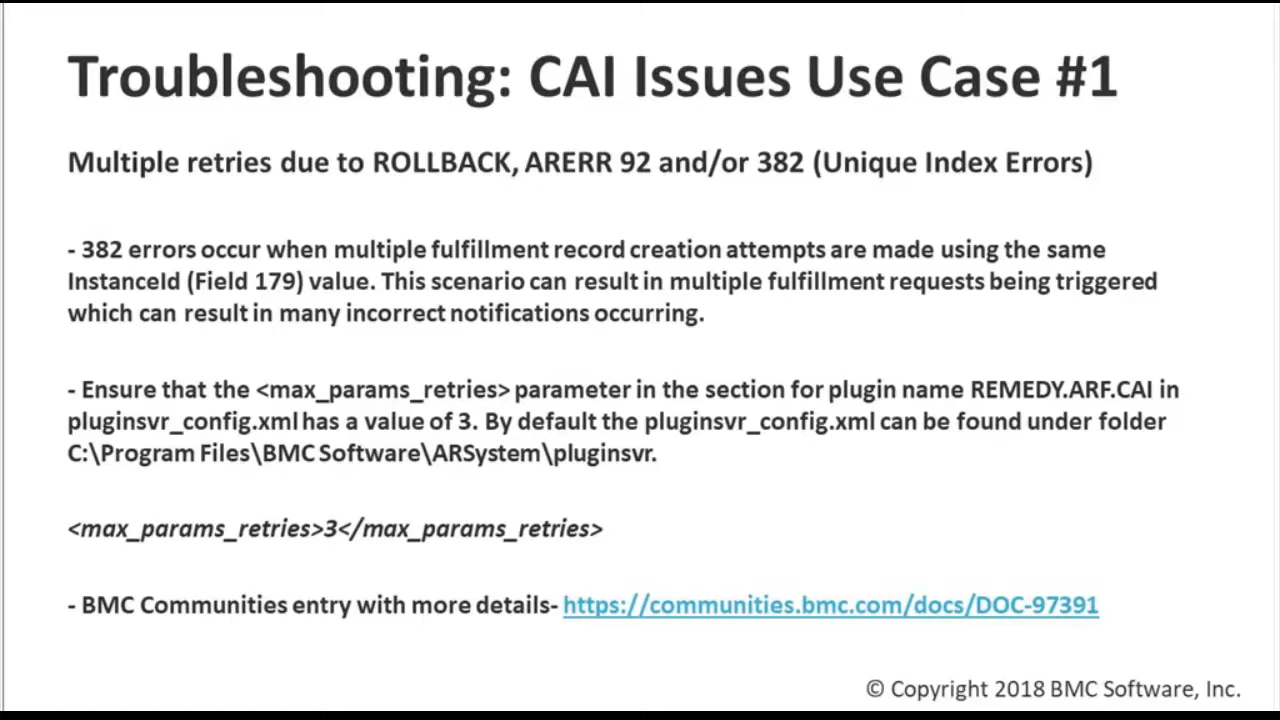 Troubleshooting: CAI Issues Use Case #1
Multiple retries due to ROLLBACK, ARERR 92 and/or 382 (Unique Index Errors)
- 382 errors occur when multiple fulfillment record creation attempts are made using the same
InstanceId (Field 179) value. This scenario can result in multiple fulfillment requests being triggered
which can result in many incorrect notifications occurring.
- Ensure that the <max_params_retries> parameter in the section for plugin name REMEDY.ARF.CAI in
pluginsvr_config.xml has a value of 3. By default the pluginsvr_config.xml can be found under folder
C:\Program Files\BMC Software\ARSystem\pluginsvr.
<max_params_retries>3</max_params_retries>
- BMC Communities entry with more details- https://communities.bmc.com/docs/DOC-97391
© Copyright 2018 BMC Software, Inc.